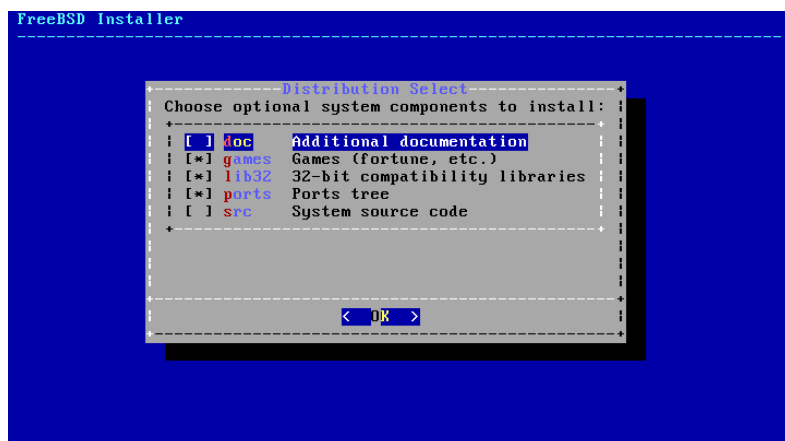 FreeBSD Installer
Distribution Select
Choose optional system components to install:
[ ] doc Additional documentation
[*] games Games (fortune, etc.)
[*] lib32 32-bit compatibility libraries
[*] ports Ports tree
[ ] src System source code
< OK >